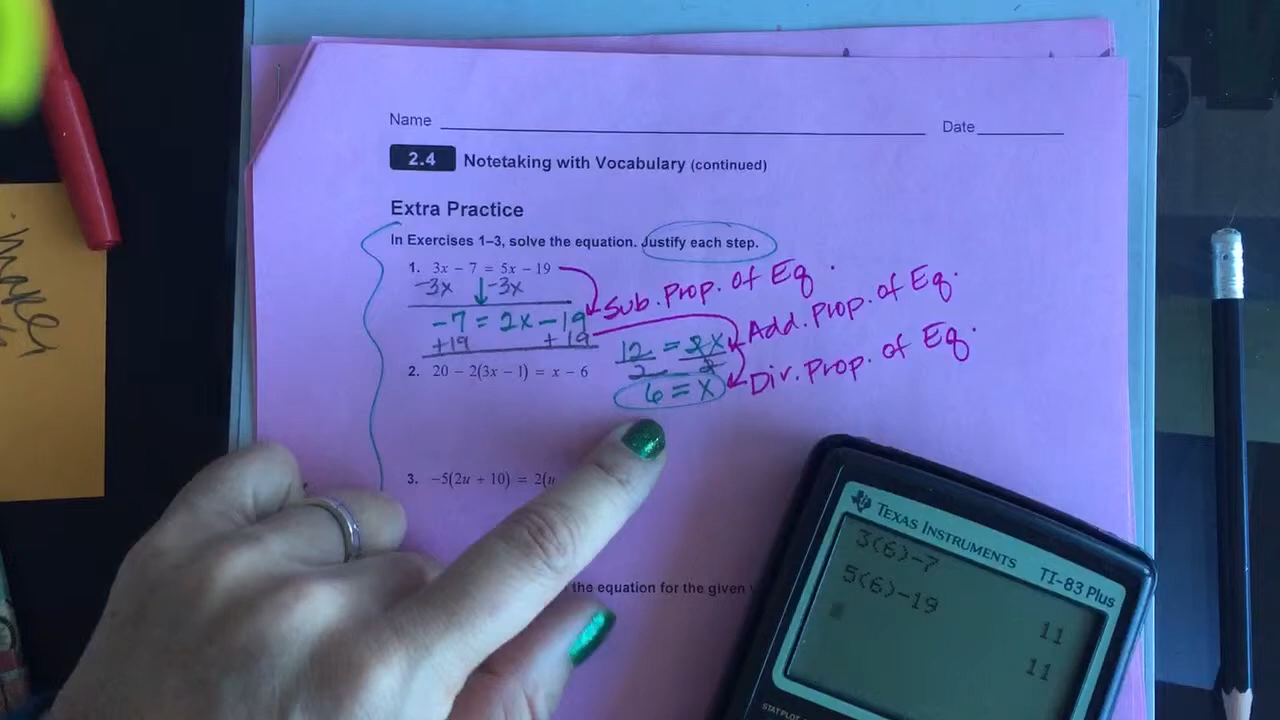 Name Date
2.4 Notetaking with Vocabulary (continued)
Extra Practice
In Exercises 1–3, solve the equation. Justify each step.
1. 3x − 7 = 5x − 19
-3x -3x
Sub. Prop. of Eq.
-7 = 2x - 19
+19 + 19
Add. Prop. of Eq.
12 = 2x
2 2
Div. Prop. of Eq.
6 = x
2. 20 − 2(3x − 1) = x − 6
3. −5(2u + 10) = 2(u
the equation for the given
make
TEXAS INSTRUMENTS TI-83 Plus
3(6)-7
5(6)-19
11
11
STAT PLOT